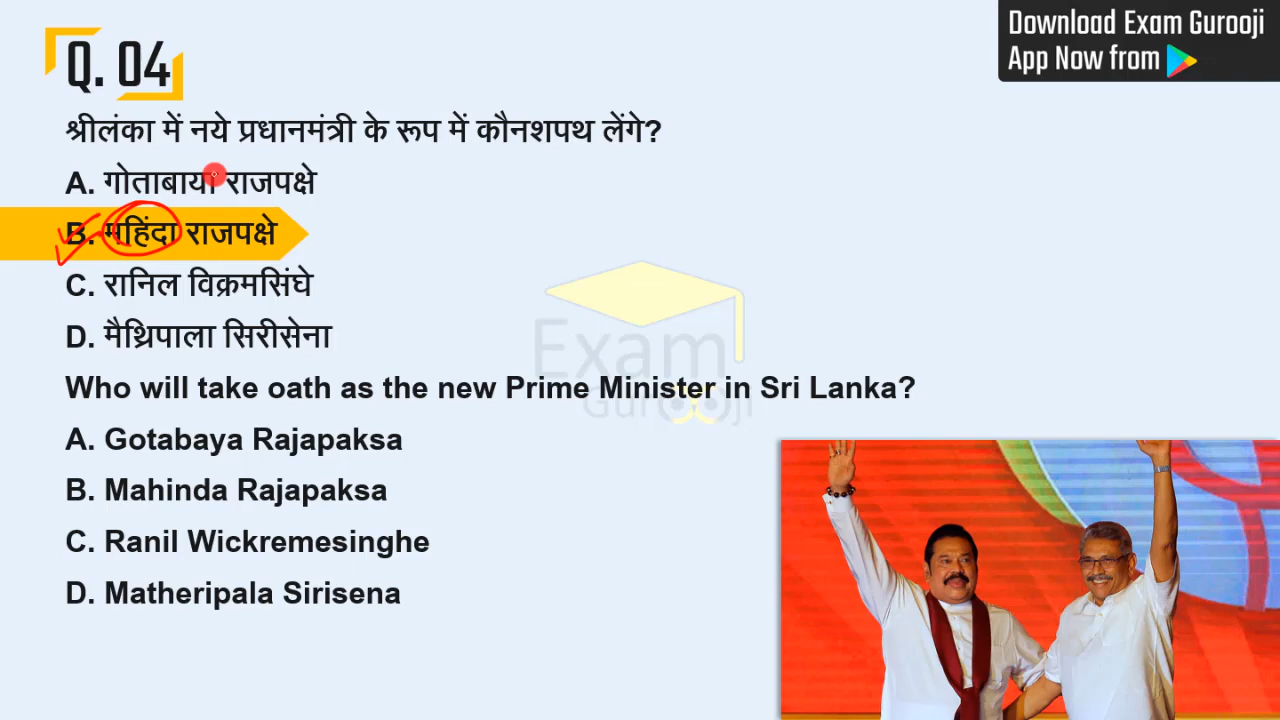 Download Exam Gurooji
App Now from
Q. 04
श्रीलंका में नये प्रधानमंत्री के रूप में कौनशपथ लेंगे?
A. गोताबाया राजपक्षे
B. महिंदा राजपक्षे
C. रानिल विक्रमसिंघे
D. मैथ्रिपाला सिरीसेना
Who will take oath as the new Prime Minister in Sri Lanka?
A. Gotabaya Rajapaksa
B. Mahinda Rajapaksa
C. Ranil Wickremesinghe
D. Matheripala Sirisena
Exam
Gurooji